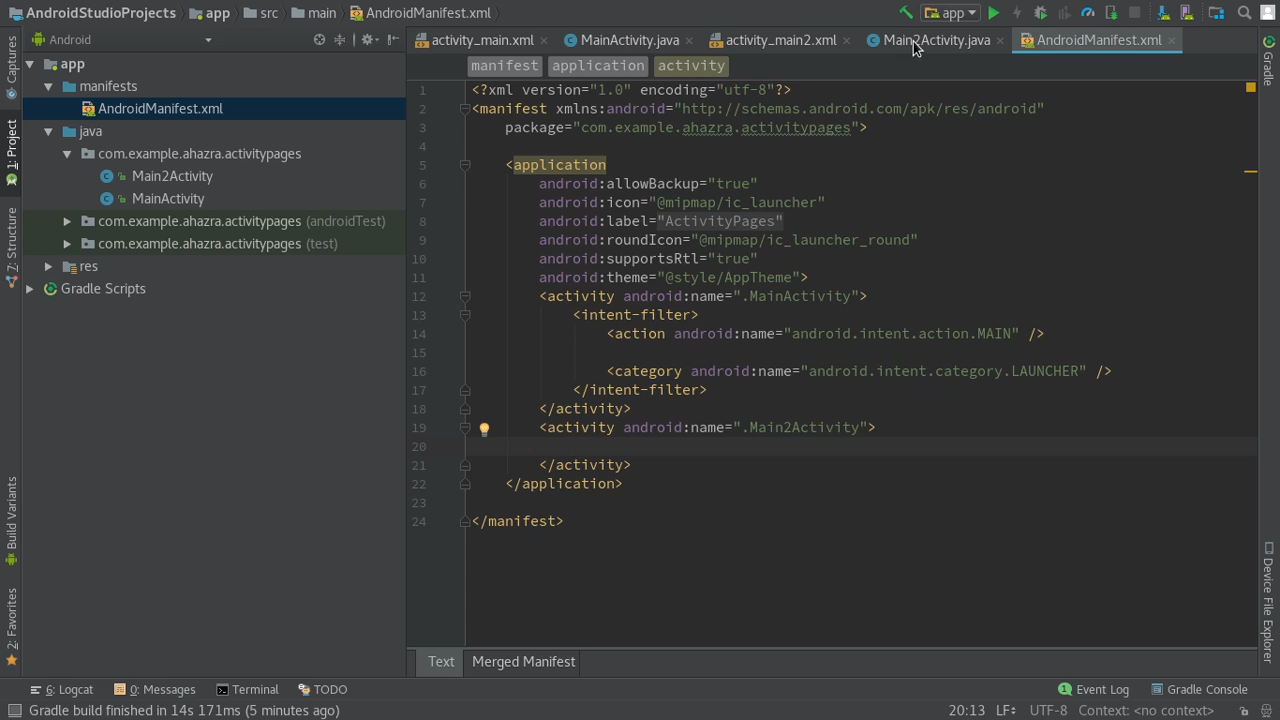 AndroidStudioProjects app src main AndroidManifest.xml app
Android
activity_main.xml MainActivity.java activity_main2.xml Main2Activity.java AndroidManifest.xml
manifest application activity
app
manifests
AndroidManifest.xml
java
com.example.ahazra.activitypages
Main2Activity
MainActivity
com.example.ahazra.activitypages (androidTest)
com.example.ahazra.activitypages (test)
res
Gradle Scripts
Captures
1: Project
7: Structure
Build Variants
2: Favorites
1 <?xml version="1.0" encoding="utf-8"?>
2 <manifest xmlns:android="http://schemas.android.com/apk/res/android"
3 package="com.example.ahazra.activitypages">
4
5 <application
6 android:allowBackup="true"
7 android:icon="@mipmap/ic_launcher"
8 android:label="ActivityPages"
9 android:roundIcon="@mipmap/ic_launcher_round"
10 android:supportsRtl="true"
11 android:theme="@style/AppTheme">
12 <activity android:name=".MainActivity">
13 <intent-filter>
14 <action android:name="android.intent.action.MAIN" />
15
16 <category android:name="android.intent.category.LAUNCHER" />
17 </intent-filter>
18 </activity>
19 <activity android:name=".Main2Activity">
20
21 </activity>
22 </application>
23
24 </manifest>
Gradle
Device File Explorer
Text Merged Manifest
6: Logcat 0: Messages Terminal TODO 1 Event Log Gradle Console
Gradle build finished in 14s 171ms (5 minutes ago) 20:13 LF UTF-8 Context: <no context>